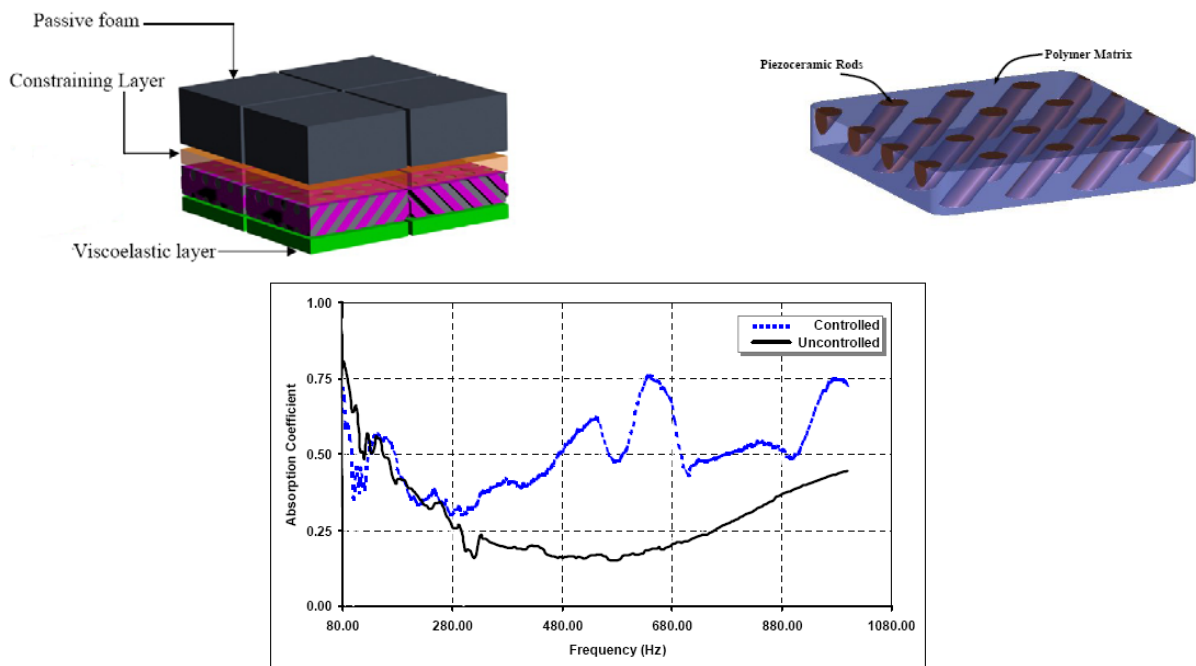 Passive foam
Constraining Layer
Viscoelastic layer
Piezoceramic Rods
Polymer Matrix
1.00
0.75
0.50
0.25
0.00
Absorption Coefficient
Controlled
Uncontrolled
80.00 280.00 480.00 680.00 880.00 1080.00
Frequency (Hz)